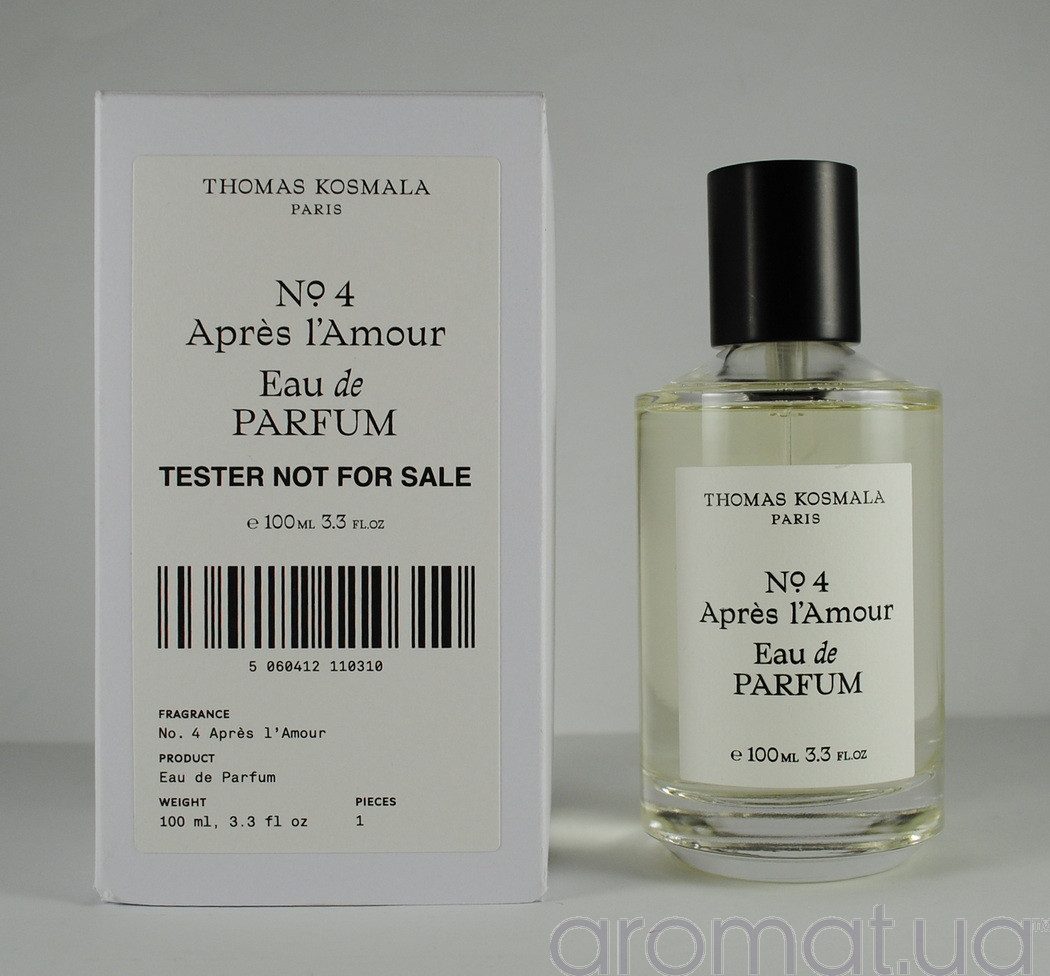 THOMAS KOSMALA
PARIS
Nº 4
Après l'Amour
Eau de
PARFUM
TESTER NOT FOR SALE
℮ 100ML 3.3 FL.OZ
5 060412 110310
FRAGRANCE
No. 4 Après l'Amour
PRODUCT
Eau de Parfum
WEIGHT PIECES
100 ml, 3.3 fl oz 1
THOMAS KOSMALA
PARIS
Nº 4
Après l'Amour
Eau de
PARFUM
℮ 100ML 3.3 FL.OZ
aromat.ua™